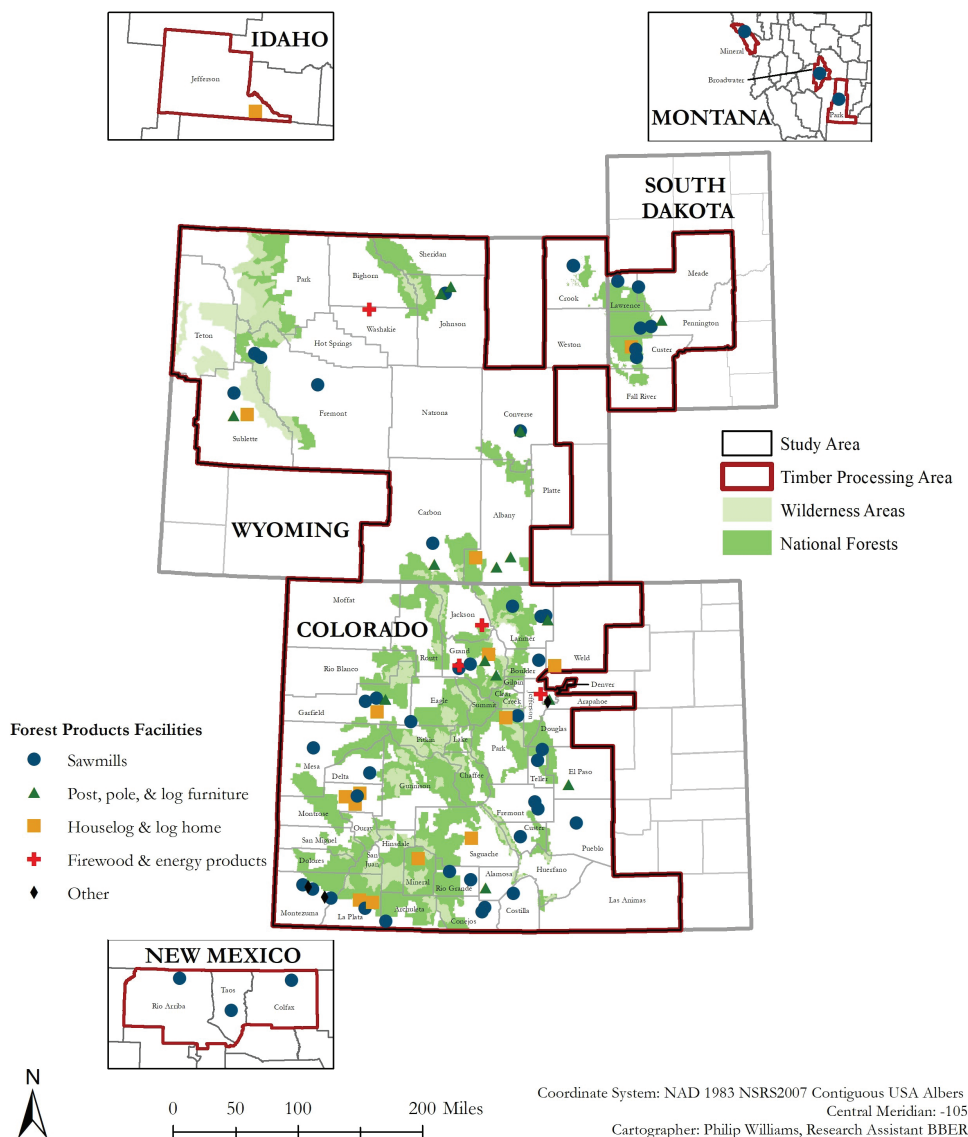 IDAHO
Jefferson
Mineral
Broadwater
MONTANA
Park
SOUTH
DAKOTA
Sheridan
Park
Bighorn
Meade
Crook
Lawrence
Teton
Washakie
Johnson
Pennington
Hot Springs
Weston
Custer
Fremont
Natrona
Converse
Fall River
Sublette
Study Area
Timber Processing Area
Platte
Carbon
Albany
Wilderness Areas
WYOMING
National Forests
Moffat
Jackson
COLORADO
Larimer
Grand
Routt
Weld
Rio Blanco
Boulder
Gilpin
Denver
Eagle
Clear
Creek
Jefferson
Arapahoe
Summit
Garfield
Forest Products Facilities
Douglas
Pitkin
Lake
Park
Sawmills
Mesa
Delta
Chaffee
Teller
El Paso
Gunnison
Post, pole, & log furniture
Montrose
Fremont
Houselog & log home
Ouray
Custer
San Miguel
Hinsdale
Pueblo
Saguache
Firewood & energy products
Dolores
San
Juan
Huerfano
Alamosa
Mineral
Rio Grande
Other
Las Animas
Montezuma
La Plata
Archuleta
Costilla
Conejos
NEW MEXICO
Taos
Rio Arriba
Colfax
N
Coordinate System: NAD 1983 NSRS2007 Contiguous USA Albers
0 50 100 200 Miles
Central Meridian: -105
Cartographer: Philip Williams, Research Assistant BBER